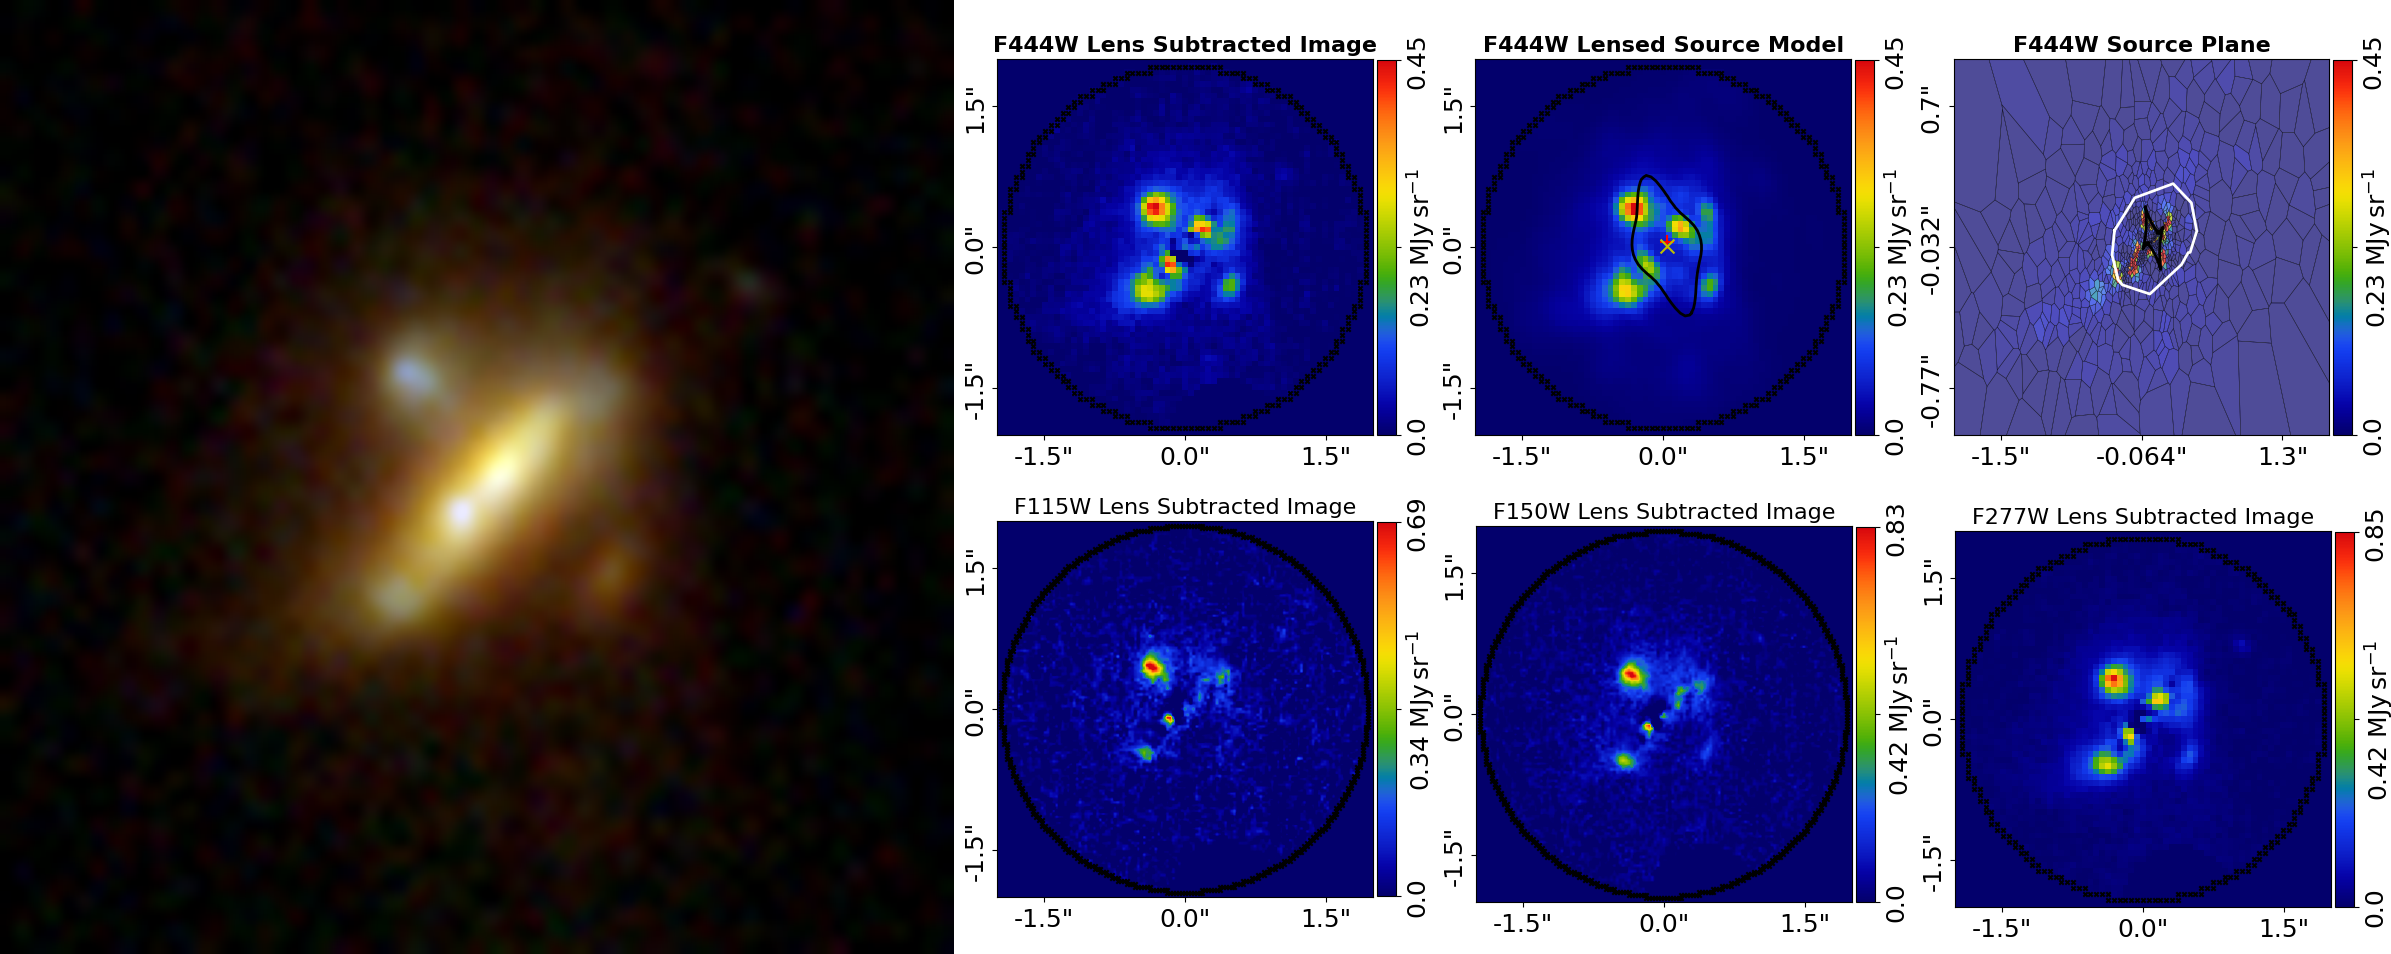 F444W Lens Subtracted Image
1.5"
0.0"
-1.5"
-1.5" 0.0" 1.5"
0.45
0.23 MJy sr⁻¹
0.0
F444W Lensed Source Model
1.5"
0.0"
-1.5"
-1.5" 0.0" 1.5"
0.45
0.23 MJy sr⁻¹
0.0
F444W Source Plane
0.7"
-0.032"
-0.77"
-1.5" -0.064" 1.3"
0.45
0.23 MJy sr⁻¹
0.0
F115W Lens Subtracted Image
1.5"
0.0"
-1.5"
-1.5" 0.0" 1.5"
0.69
0.34 MJy sr⁻¹
0.0
F150W Lens Subtracted Image
1.5"
0.0"
-1.5"
-1.5" 0.0" 1.5"
0.83
0.42 MJy sr⁻¹
0.0
F277W Lens Subtracted Image
1.5"
0.0"
-1.5"
-1.5" 0.0" 1.5"
0.85
0.42 MJy sr⁻¹
0.0